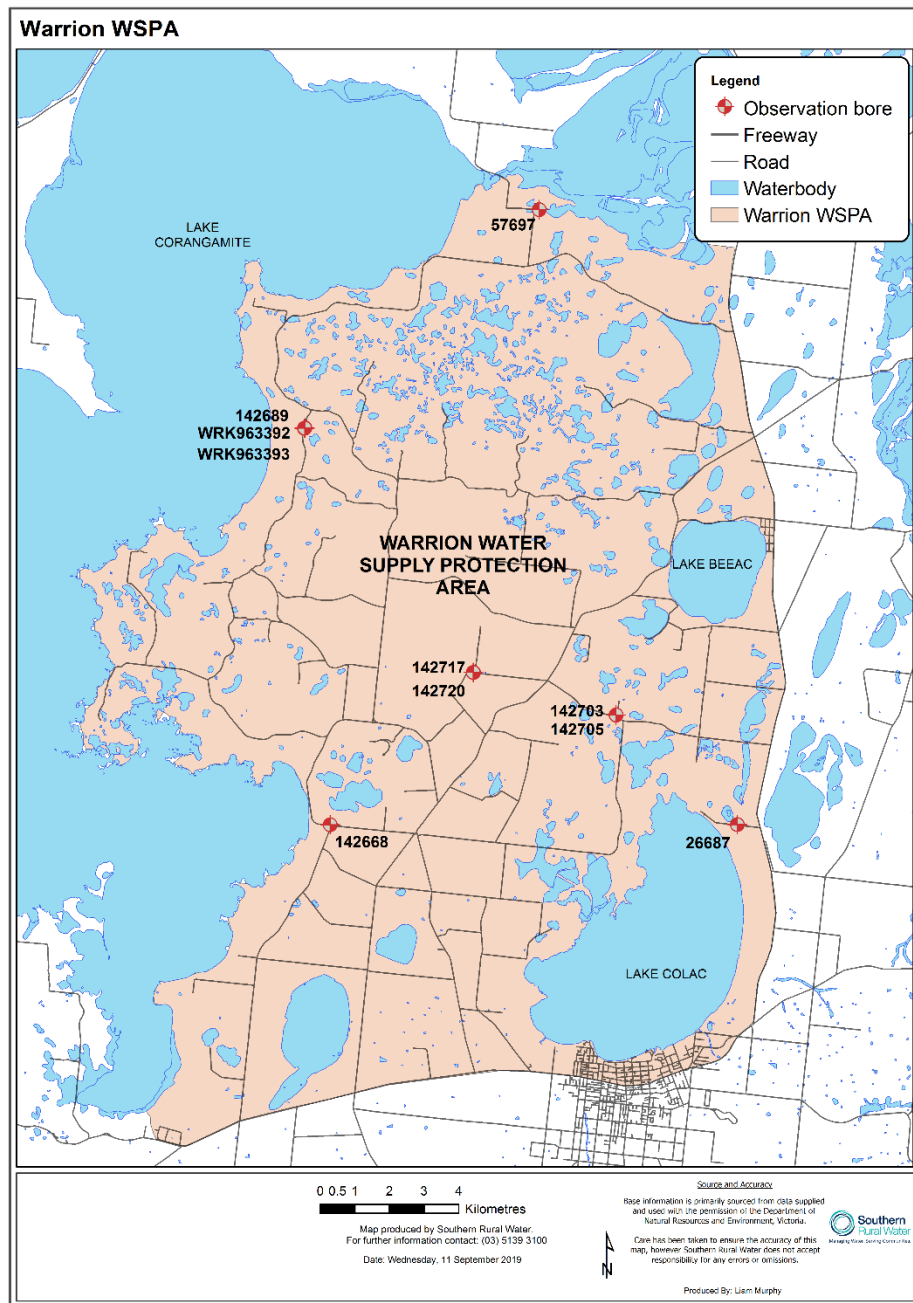 Warrion WSPA
Legend
Observation bore
Freeway
Road
Waterbody
Warrion WSPA
LAKE
CORANGAMITE
57697
142689
WRK963392
WRK963393
WARRION WATER
SUPPLY PROTECTION
AREA
LAKE BEEAC
142717
142720
142703
142705
142668
26687
LAKE COLAC
0 0.5 1 2 3 4
Kilometres
Map produced by Southern Rural Water.
For further information contact: (03) 5139 3100
Date: Wednesday, 11 September 2019
Source and Accuracy
Base information is primarily sourced from data supplied
and used with the permission of the Department of
Natural Resources and Environment, Victoria.
Care has been taken to ensure the accuracy of this
map, however Southern Rural Water does not accept
responsibility for any errors or omissions.
Produced By: Liam Murphy
N
Southern
Rural Water
Managing Water. Serving Communities.